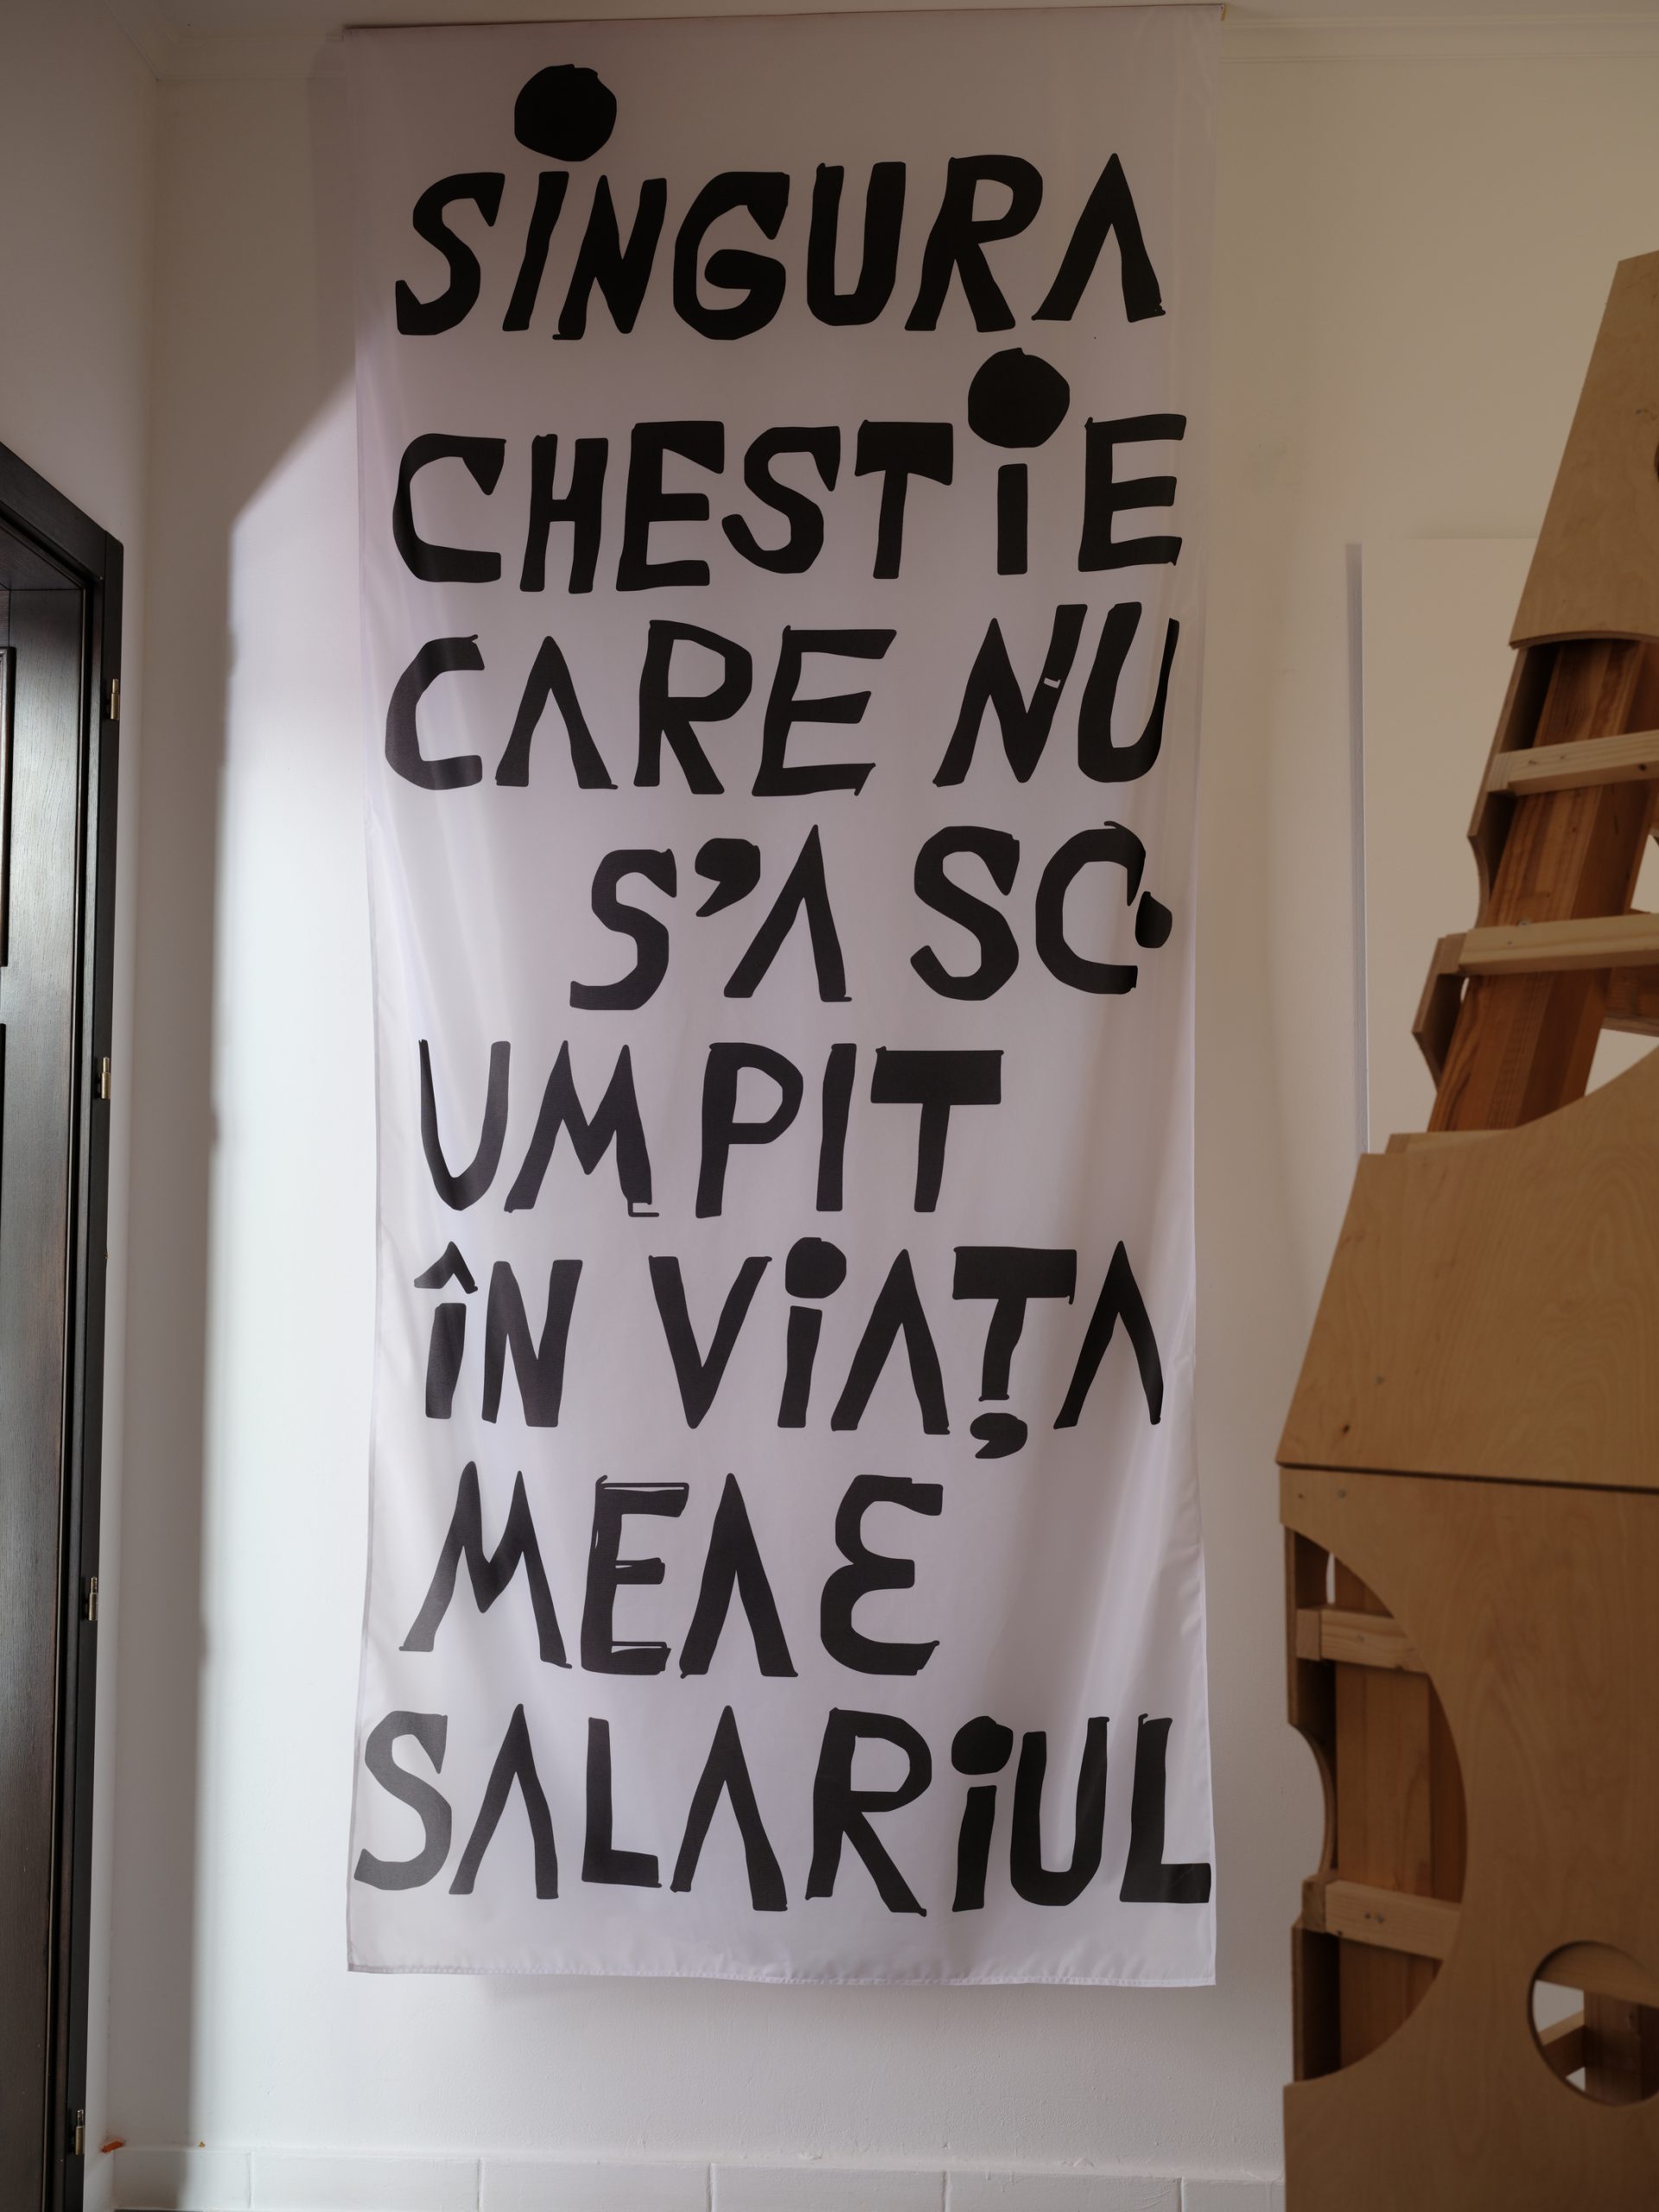 SiNGURA
CHESTiE
CARE NU
S'A SC-
UMPIT
îN ViAȚA
MEA E
SALARiUL